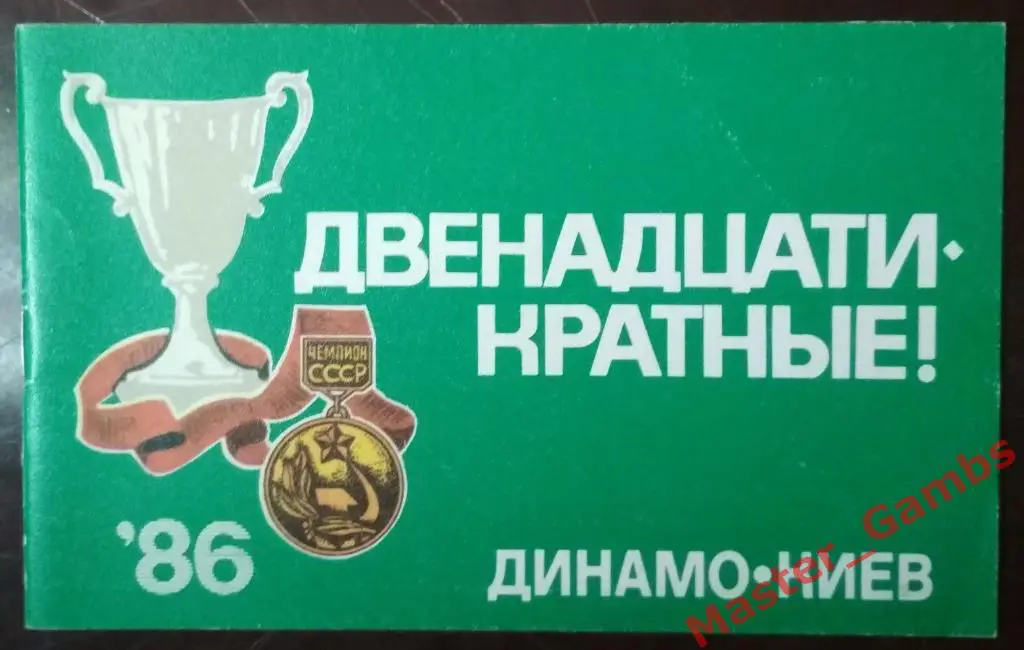 ДВЕНАДЦАТИ-
КРАТНЫЕ!
ЧЕМПИОН
СССР
'86
ДИНАМО•КИЕВ
Master_Gambs